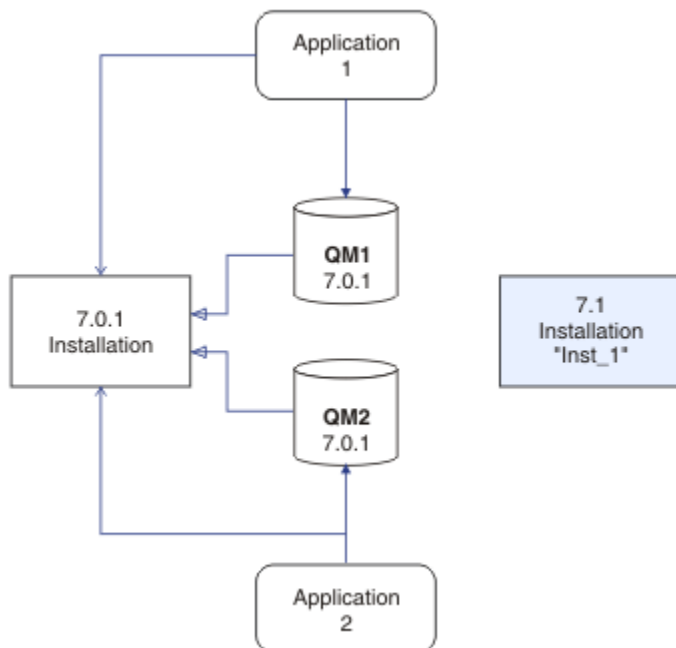 Application
1
QM1
7.0.1
7.0.1
Installation
7.1
Installation
"Inst_1"
QM2
7.0.1
Application
2